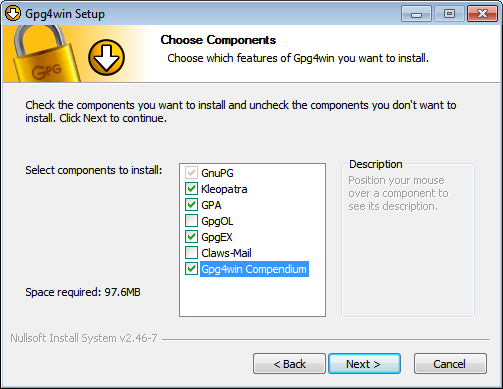 Gpg4win Setup
GPG
Choose Components
Choose which features of Gpg4win you want to install.
Check the components you want to install and uncheck the components you don't want to
install. Click Next to continue.
Select components to install:
GnuPG
Kleopatra
GPA
GpgOL
GpgEX
Claws-Mail
Gpg4win Compendium
Description
Position your mouse
over a component to
see its description.
Space required: 97.6MB
Nullsoft Install System v2.46-7
< Back
Next >
Cancel